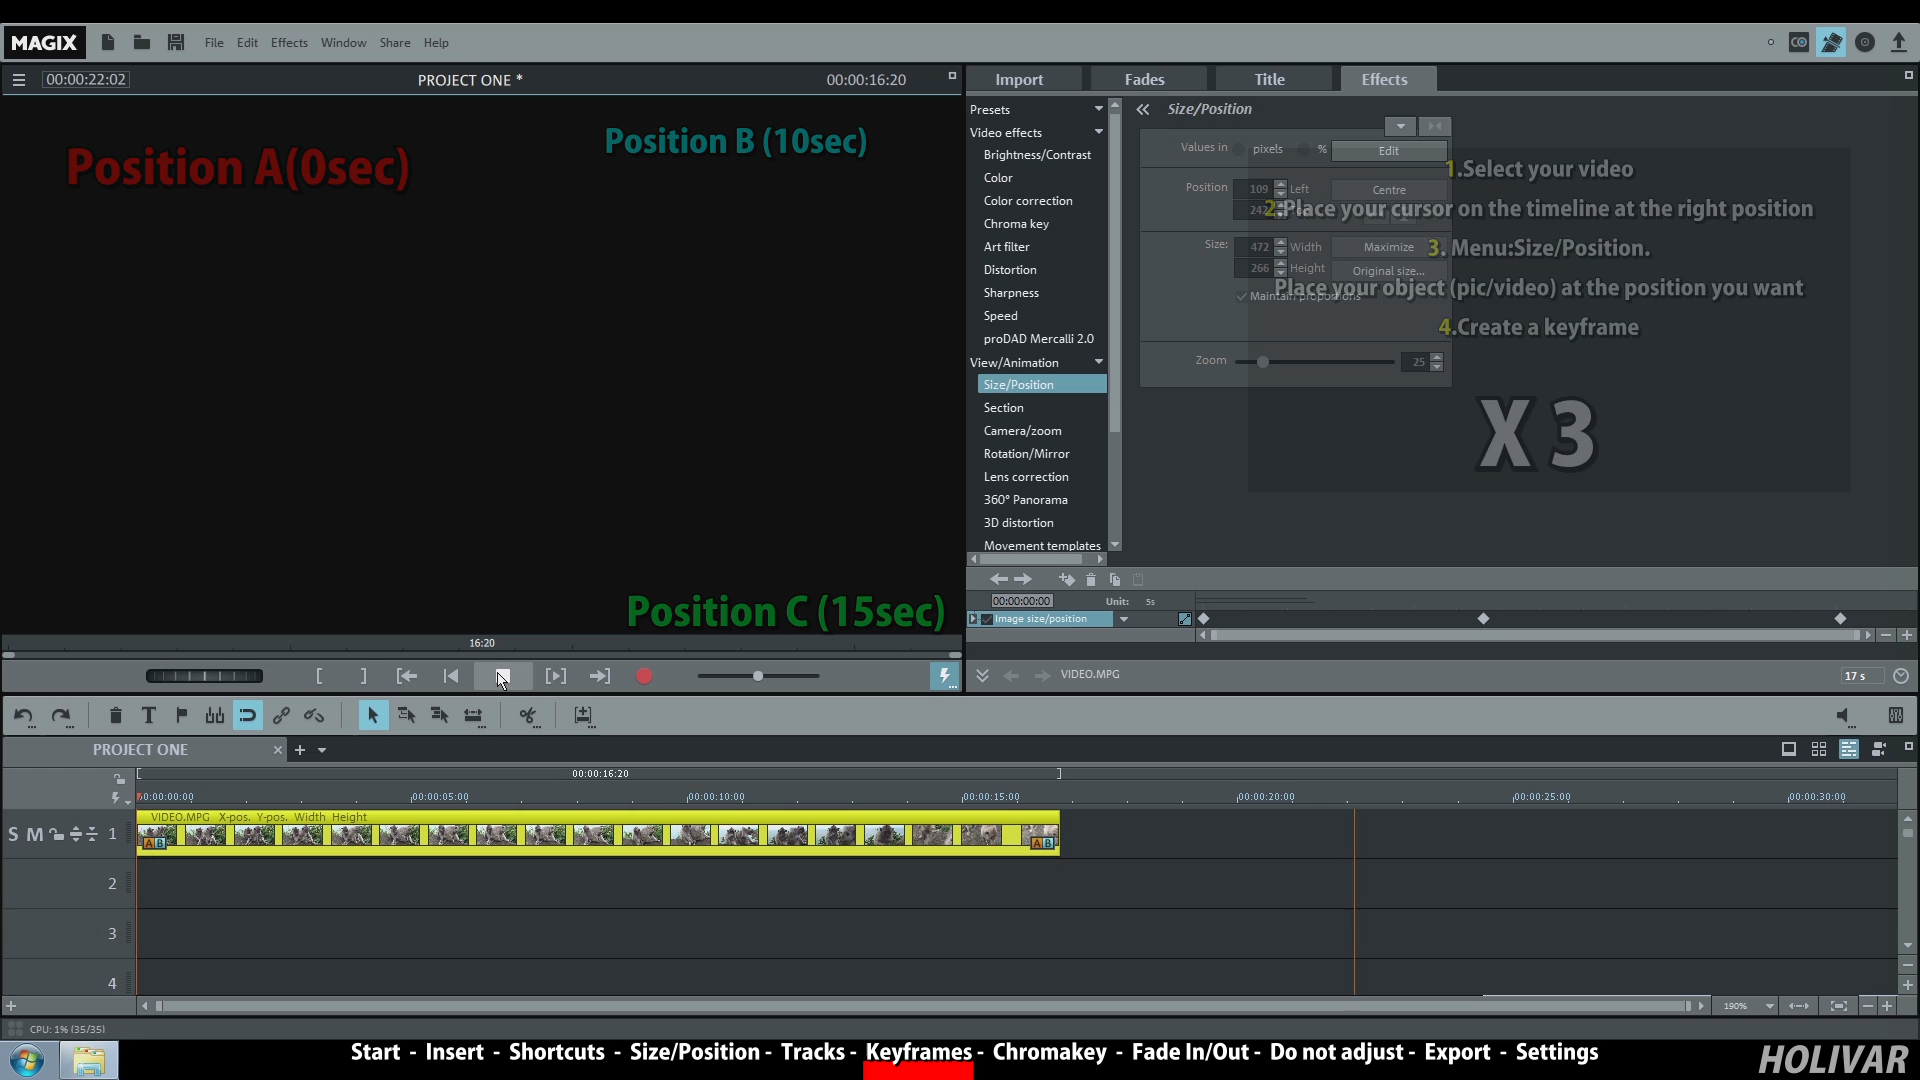 MAGIX File Edit Effects Window Share Help
00:00:22:02 PROJECT ONE * 00:00:16:20
Import Fades Title Effects
Position A(0sec)
Position B (10sec)
Position C (15sec)
16:20
Presets
Video effects
Brightness/Contrast
Color
Color correction
Chroma key
Art filter
Distortion
Sharpness
Speed
proDAD Mercalli 2.0
View/Animation
Size/Position
Section
Camera/zoom
Rotation/Mirror
Lens correction
360° Panorama
3D distortion
Movement templates
Size/Position
Values in pixels % Edit
Position 109 Left Centre
242
Size: 472 Width Maximize
266 Height Original size...
Maintain proportions
Zoom 25
1.Select your video
2.Place your cursor on the timeline at the right position
3. Menu:Size/Position.
Place your object (pic/video) at the position you want
4.Create a keyframe
X 3
00:00:00:00 Unit: 5s
Image size/position
VIDEO.MPG 17 s
PROJECT ONE
00:00:16:20
00:00:00:00 00:00:05:00 00:00:10:00 00:00:15:00 00:00:20:00 00:00:25:00 00:00:30:00
VIDEO.MPG X-pos. Y-pos. Width Height
S M 1
A B A B
2
3
4
190%
CPU: 1% (35/35)
Start - Insert - Shortcuts - Size/Position - Tracks - Keyframes - Chromakey - Fade In/Out - Do not adjust - Export - Settings
HOLIVAR